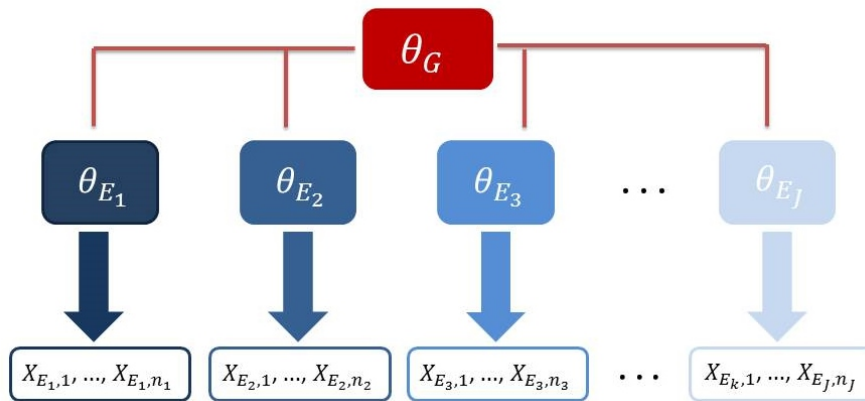 θ_G
θ_{E_1} θ_{E_2} θ_{E_3} ... θ_{E_J}
X_{E_1,1}, ..., X_{E_1,n_1} X_{E_2,1}, ..., X_{E_2,n_2} X_{E_3,1}, ..., X_{E_3,n_3} ... X_{E_k,1}, ..., X_{E_J,n_J}